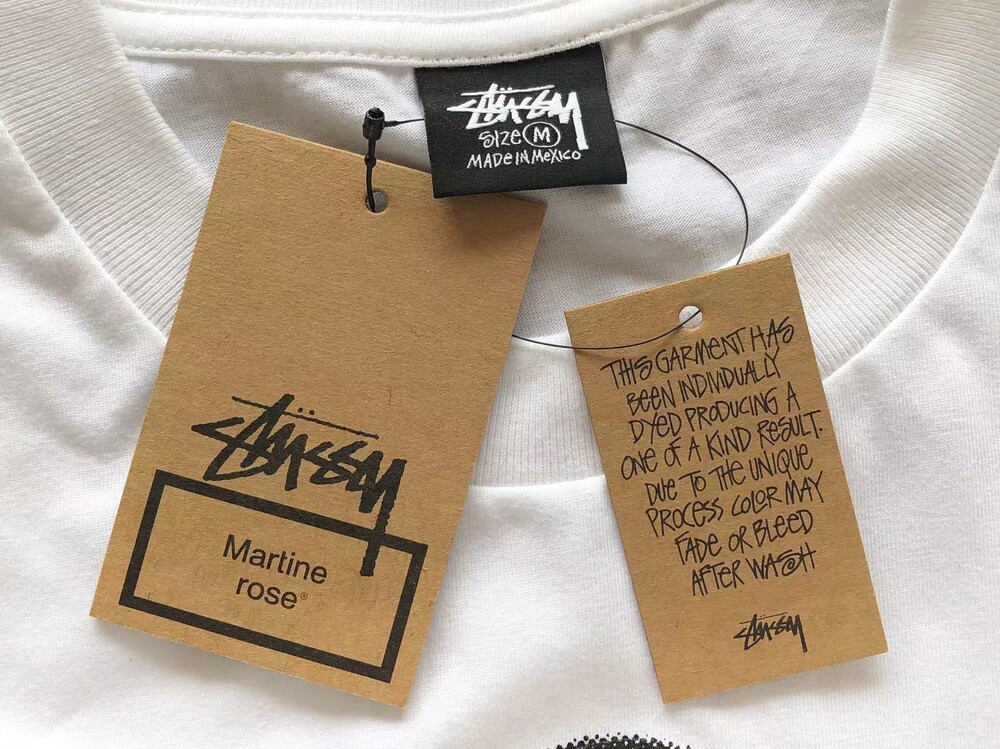 STÜSSY
SIZE M
MADE IN MEXICO
STÜSSY
Martine
rose®
THIS GARMENT HAS
BEEN INDIVIDUALLY
DYED PRODUCING A
ONE OF A KIND RESULT.
DUE TO THE UNIQUE
PROCESS COLOR MAY
FADE OR BLEED
AFTER WASH
STÜSSY